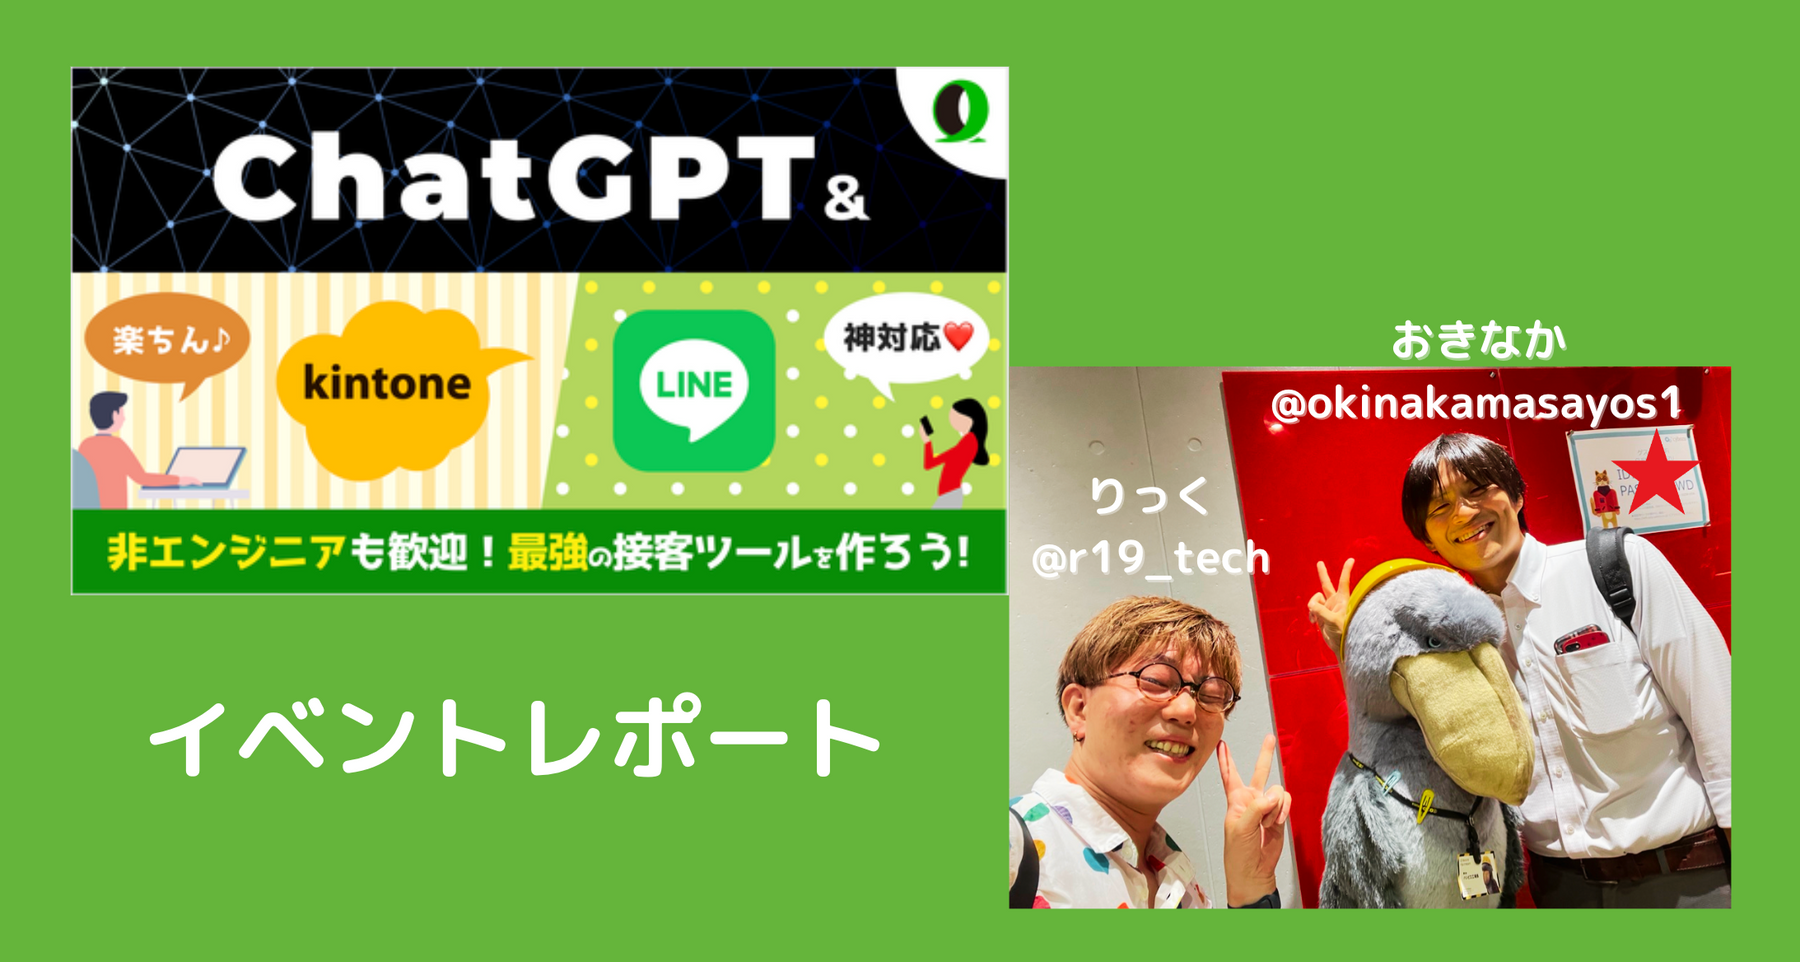 ChatGPT &
楽ちん♪
kintone
LINE
神対応❤
非エンジニアも歓迎！最強の接客ツールを作ろう!
イベントレポート
おきなか
@okinakamasayos1
りっく
@r19_tech